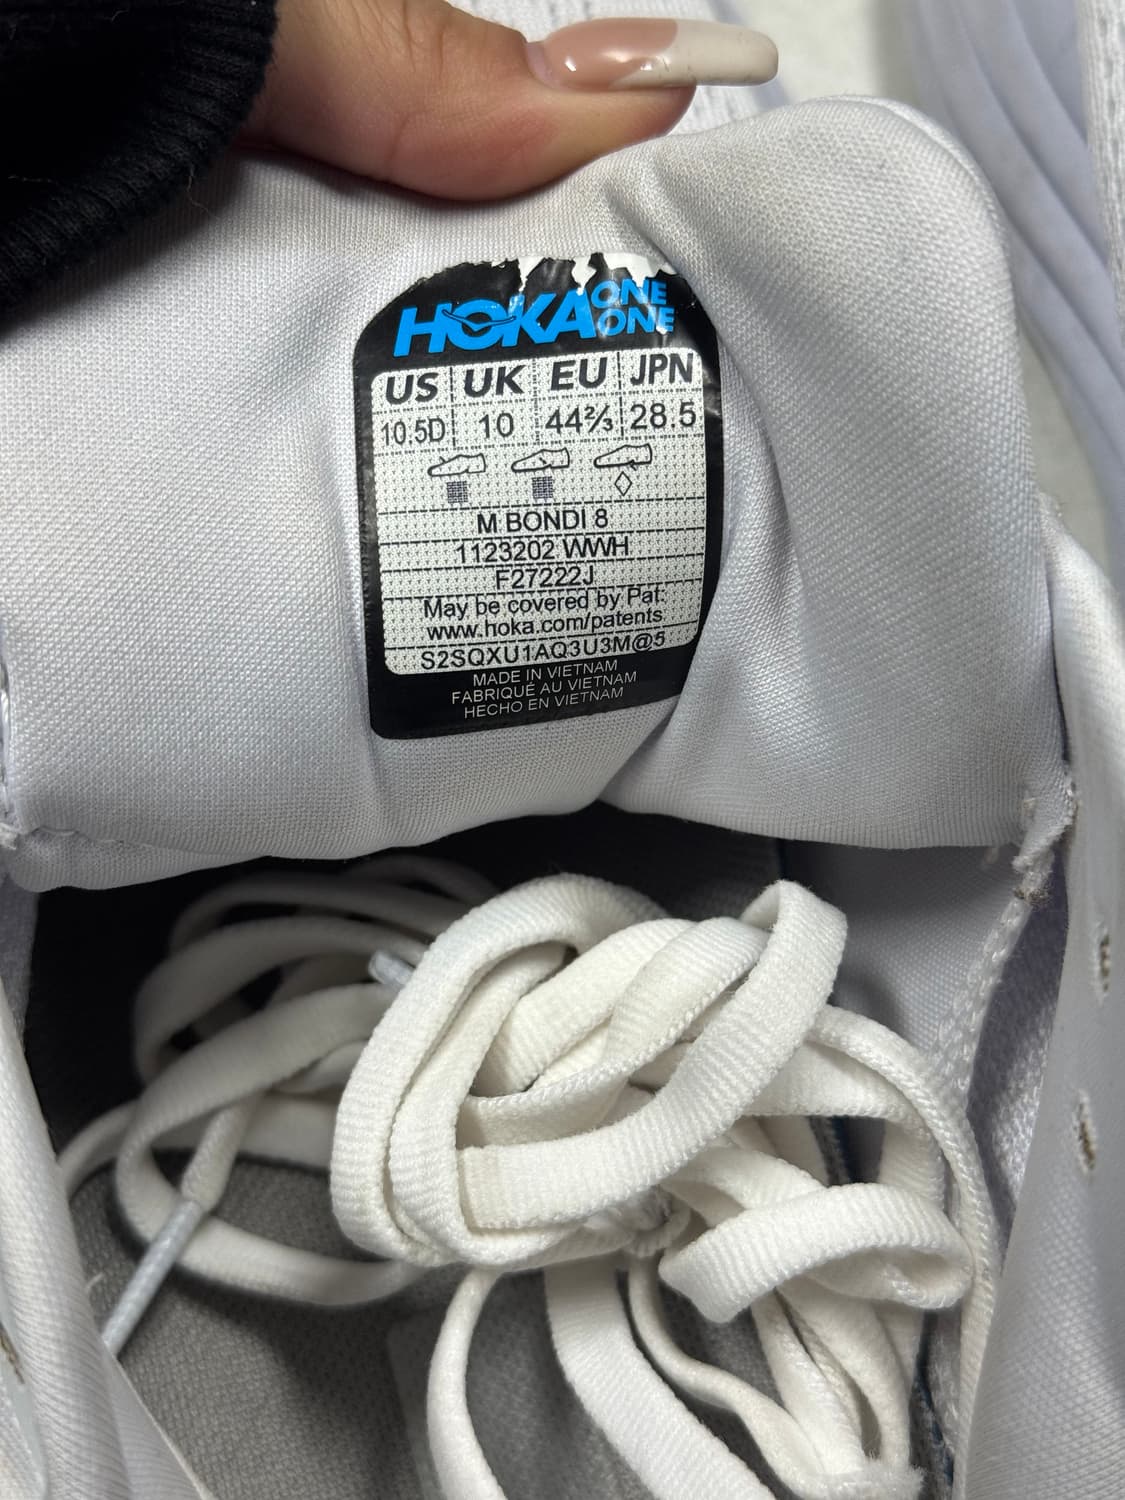 HOKA ONE ONE
US UK EU JPN
10.5D 10 44⅔ 28.5
M BONDI 8
1123202 WWH
F27222J
May be covered by Pat:
www.hoka.com/patents
S2SQXU1AQ3U3M@5
MADE IN VIETNAM
FABRIQUÉ AU VIETNAM
HECHO EN VIETNAM